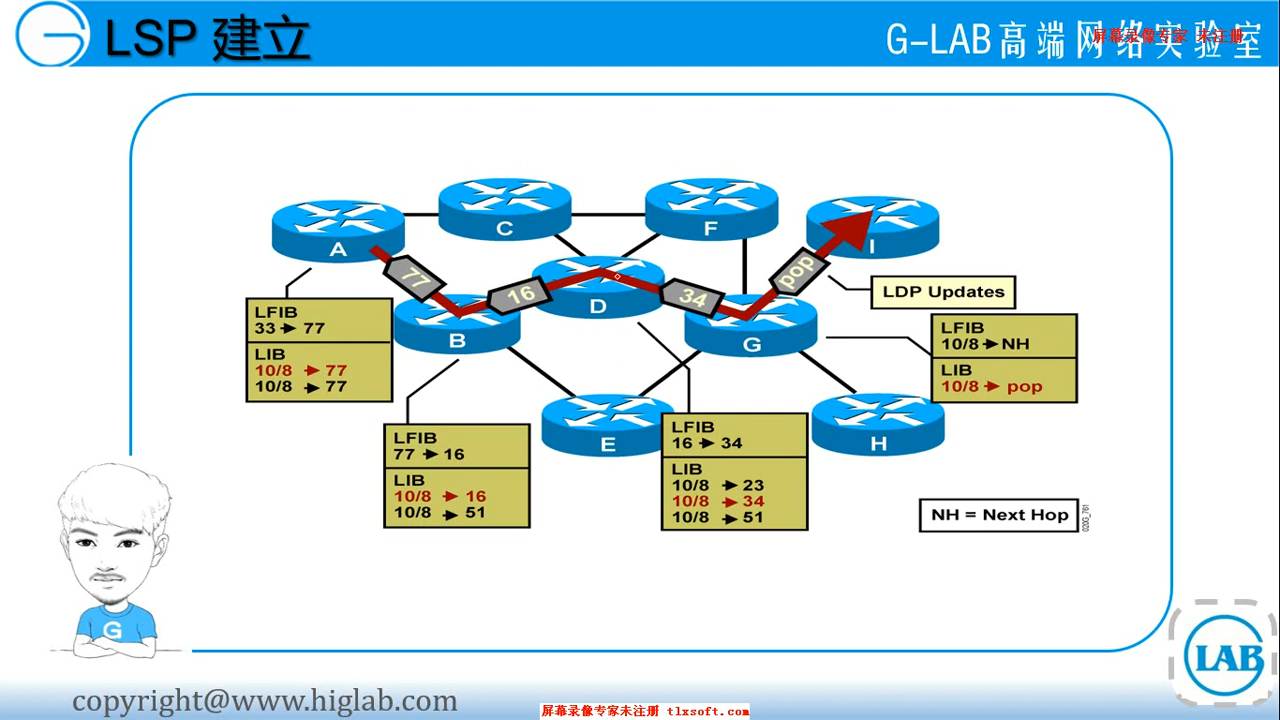 LSP 建立
G-LAB高端网络实验室
屏幕录像专家 未注册
A
C
F
I
B
D
G
E
H
77
16
34
pop
LDP Updates
LFIB
33 → 77
LIB
10/8 → 77
10/8 → 77
LFIB
77 → 16
LIB
10/8 → 16
10/8 → 51
LFIB
16 → 34
LIB
10/8 → 23
10/8 → 34
10/8 → 51
LFIB
10/8 → NH
LIB
10/8 → pop
NH = Next Hop
020G_761
G
LAB
copyright@www.higlab.com
屏幕录像专家未注册 tlxsoft.com